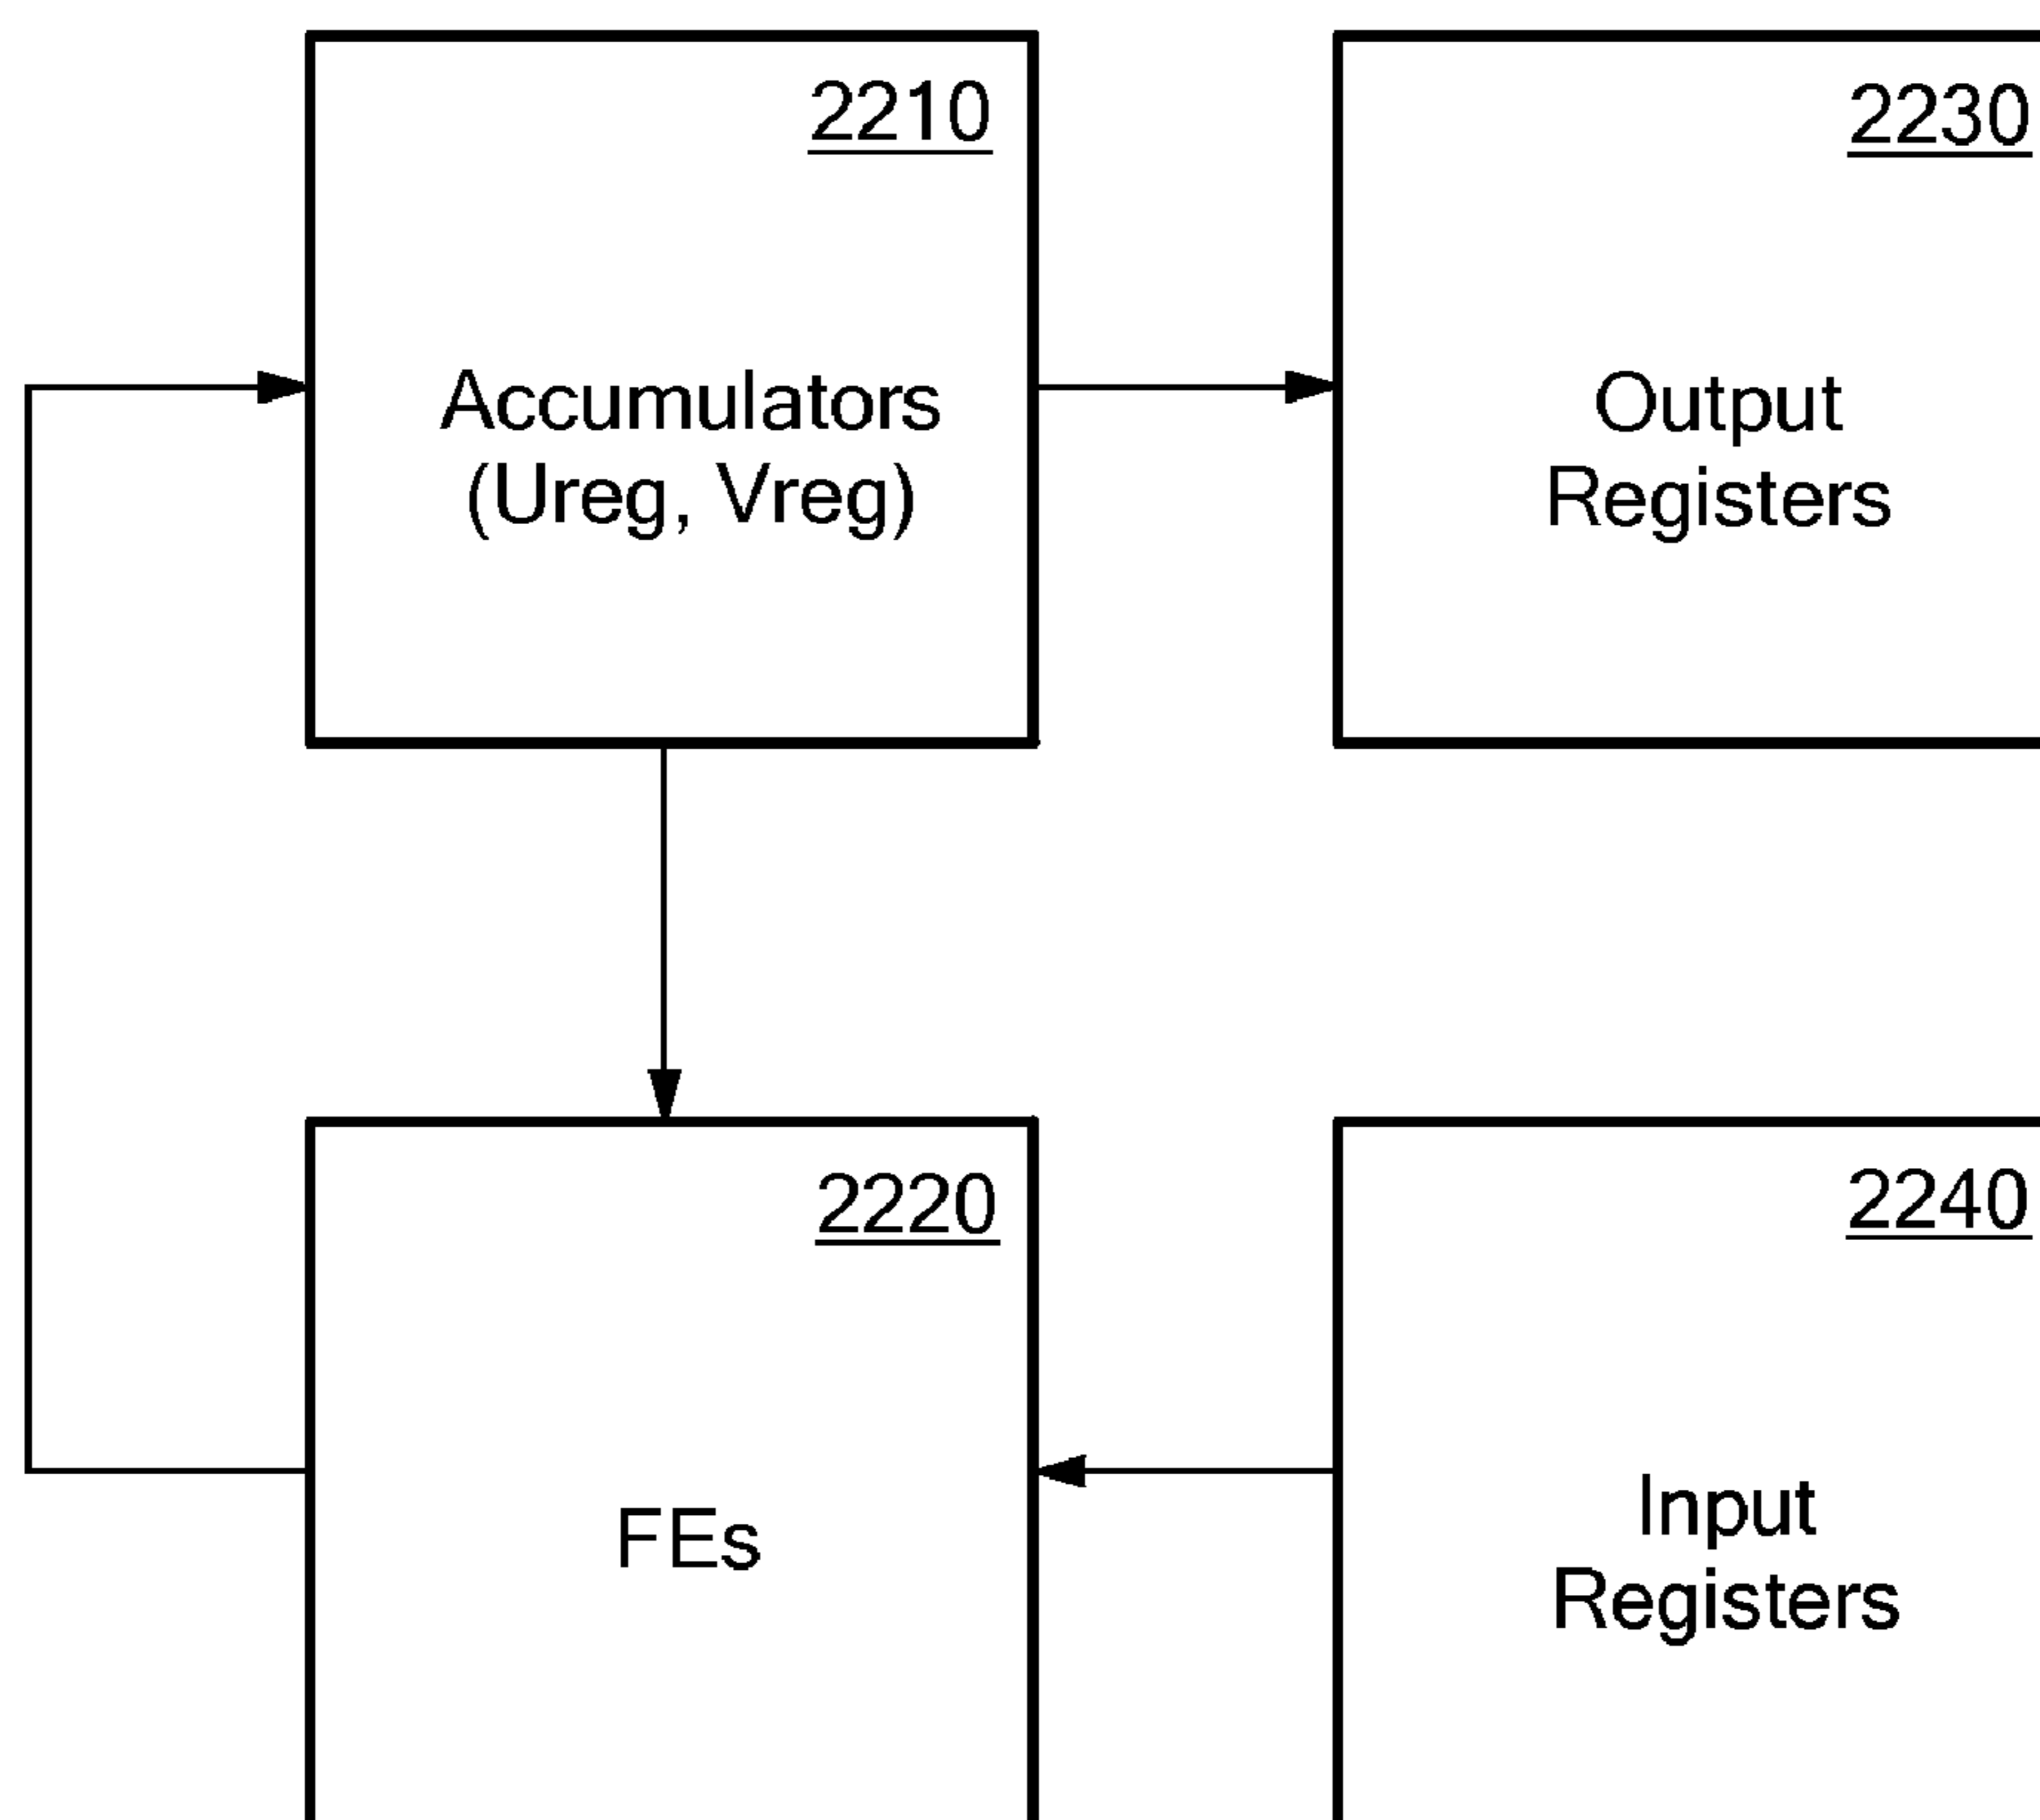 2210
Accumulators
(Ureg, Vreg)
2230
Output
Registers
2220
FEs
2240
Input
Registers